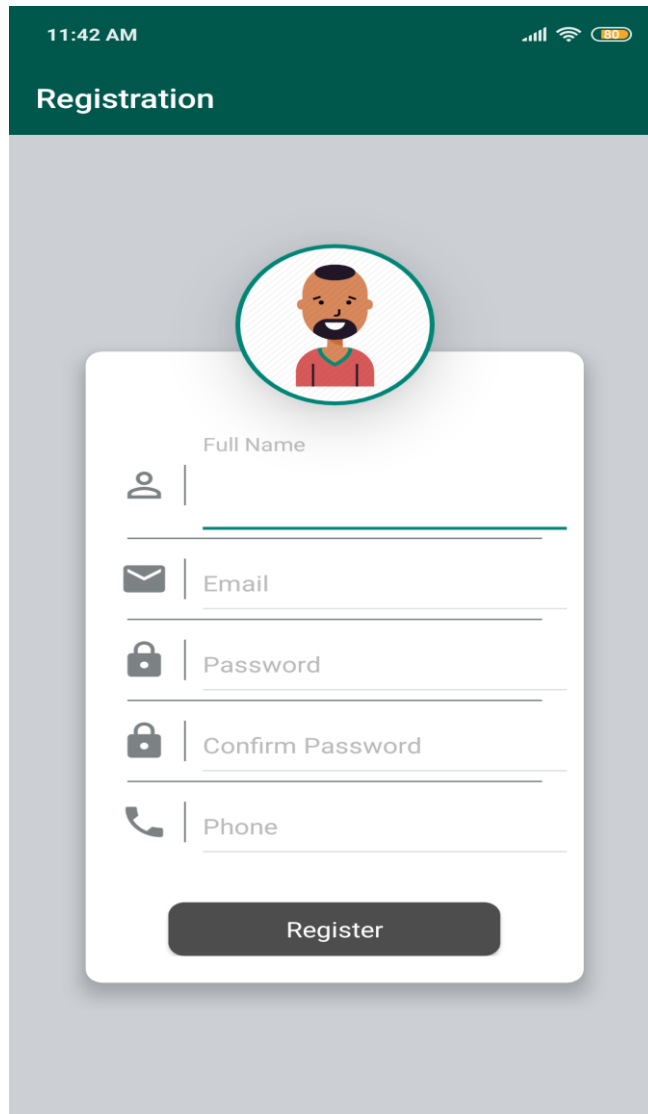 11:42 AM 80
Registration
Full Name
Email
Password
Confirm Password
Phone
Register